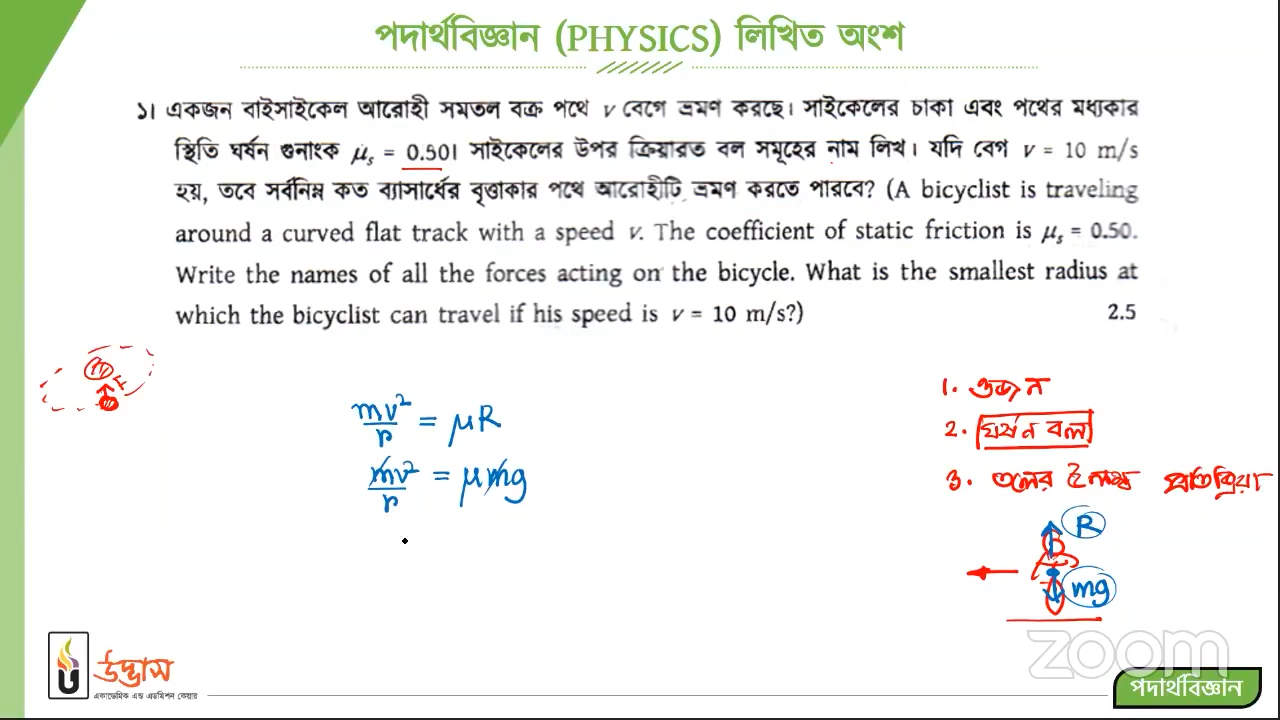 পদার্থবিজ্ঞান (PHYSICS) লিখিত অংশ
১। একজন বাইসাইকেল আরোহী সমতল বক্র পথে v বেগে ভ্রমণ করছে। সাইকেলের চাকা এবং পথের মধ্যকার
স্থিতি ঘর্ষন গুনাংক μs = 0.50। সাইকেলের উপর ক্রিয়ারত বল সমূহের নাম লিখ। যদি বেগ v = 10 m/s
হয়, তবে সর্বনিম্ন কত ব্যাসার্ধের বৃত্তাকার পথে আরোহীটি ভ্রমণ করতে পারবে? (A bicyclist is traveling
around a curved flat track with a speed v. The coefficient of static friction is μs = 0.50.
Write the names of all the forces acting on the bicycle. What is the smallest radius at
which the bicyclist can travel if his speed is v = 10 m/s?) 2.5
F
mv²/r = μR
mv²/r = μmg
1. ওজন
2. ঘর্ষন বল
3. তলের প্রতিক্রিয়া
R
mg
zoom
উদ্ভাস
একাডেমিক এন্ড এডমিশন কেয়ার
পদার্থবিজ্ঞান